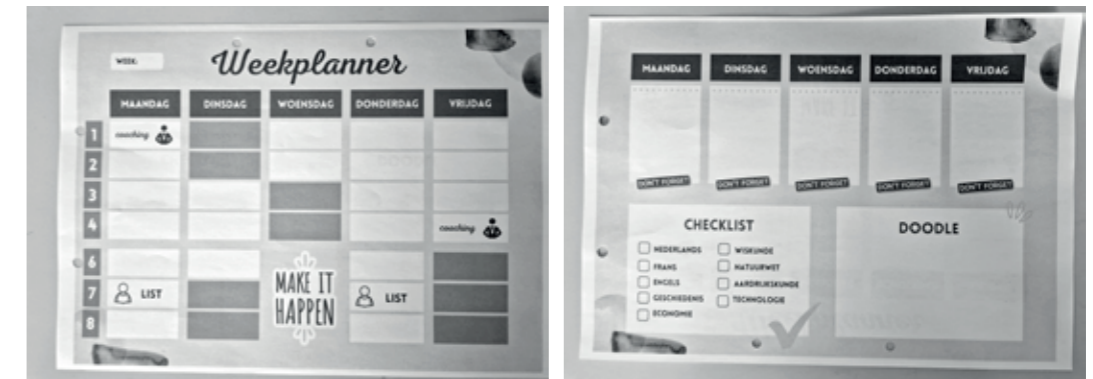 WEEK:
Weekplanner
MAANDAG DINSDAG WOENSDAG DONDERDAG VRIJDAG
1 coaching
2
3
4 coaching
6
7 LIST LIST
8
MAKE IT
HAPPEN
MAANDAG DINSDAG WOENSDAG DONDERDAG VRIJDAG
DON'T FORGET DON'T FORGET DON'T FORGET DON'T FORGET DON'T FORGET
CHECKLIST
NEDERLANDS
FRANS
ENGELS
GESCHIEDENIS
ECONOMIE
WISKUNDE
NATUURWET
AARDRIJKSKUNDE
TECHNOLOGIE
DOODLE